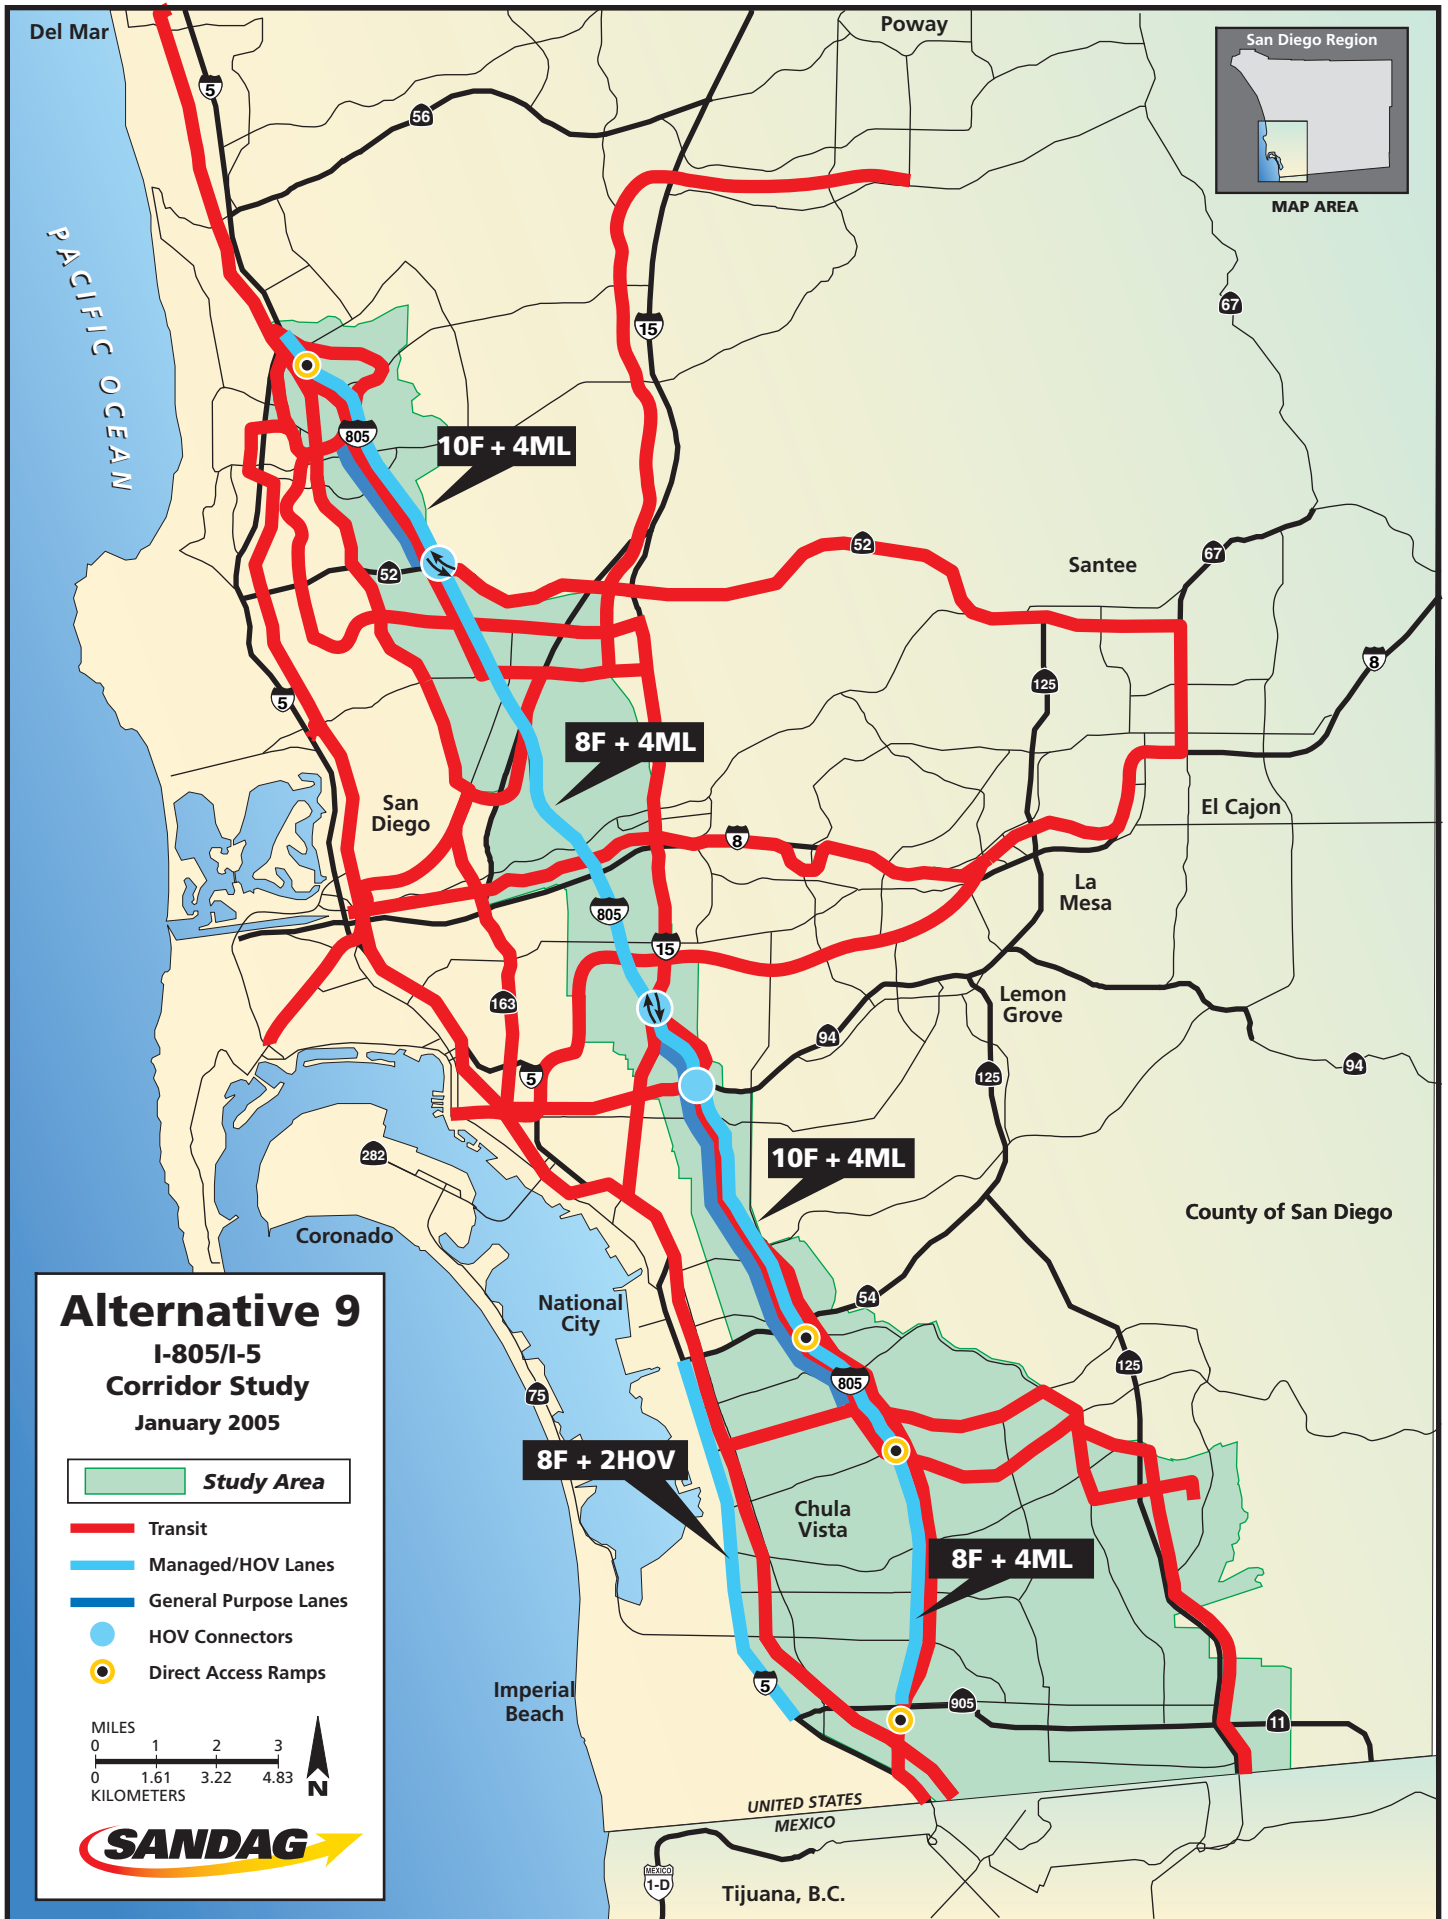 Del Mar
Poway
San Diego Region
MAP AREA
5
56
PACIFIC OCEAN
15
67
805
10F + 4ML
52
52
Santee
67
8
125
5
8F + 4ML
San
Diego
8
El Cajon
La
Mesa
805
15
163
Lemon
Grove
94
94
5
125
282
10F + 4ML
County of San Diego
Coronado
National
City
54
125
75
805
8F + 2HOV
Chula
Vista
8F + 4ML
Imperial
Beach
5
905
11
UNITED STATES
MEXICO
MEXICO
1-D
Tijuana, B.C.
Alternative 9
I-805/I-5
Corridor Study
January 2005
Study Area
Transit
Managed/HOV Lanes
General Purpose Lanes
HOV Connectors
Direct Access Ramps
MILES
0 1 2 3
0 1.61 3.22 4.83
KILOMETERS
N
SANDAG